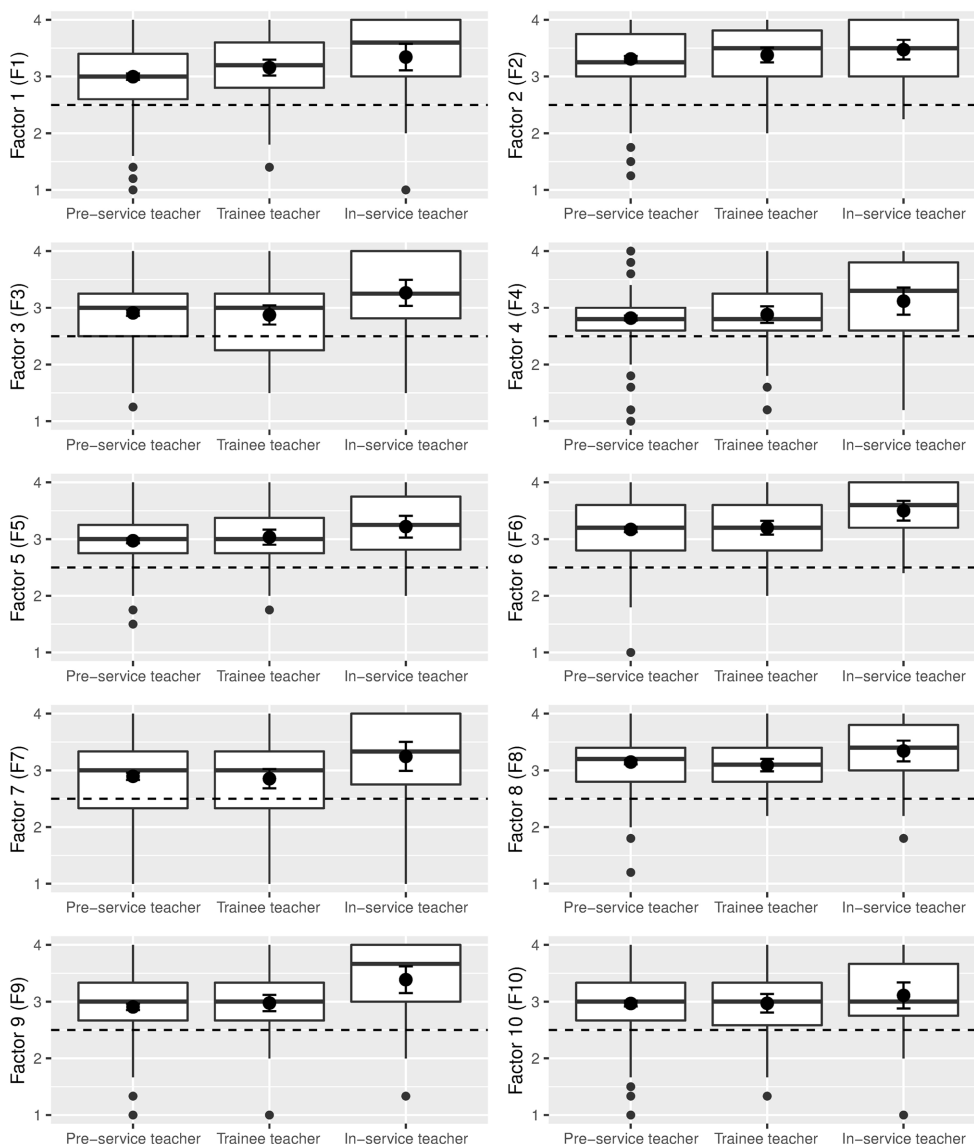 Factor 1 (F1)
4
3
2
1
Pre−service teacher Trainee teacher In−service teacher
Factor 2 (F2)
4
3
2
1
Pre−service teacher Trainee teacher In−service teacher
Factor 3 (F3)
4
3
2
1
Pre−service teacher Trainee teacher In−service teacher
Factor 4 (F4)
4
3
2
1
Pre−service teacher Trainee teacher In−service teacher
Factor 5 (F5)
4
3
2
1
Pre−service teacher Trainee teacher In−service teacher
Factor 6 (F6)
4
3
2
1
Pre−service teacher Trainee teacher In−service teacher
Factor 7 (F7)
4
3
2
1
Pre−service teacher Trainee teacher In−service teacher
Factor 8 (F8)
4
3
2
1
Pre−service teacher Trainee teacher In−service teacher
Factor 9 (F9)
4
3
2
1
Pre−service teacher Trainee teacher In−service teacher
Factor 10 (F10)
4
3
2
1
Pre−service teacher Trainee teacher In−service teacher